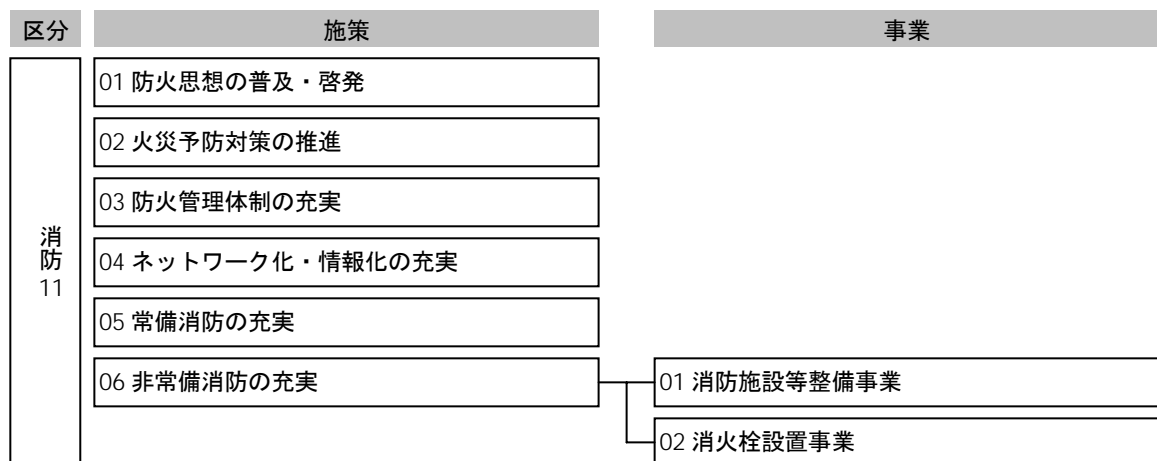 区分
施策
事業
消防
11
01 防火思想の普及・啓発
02 火災予防対策の推進
03 防火管理体制の充実
04 ネットワーク化・情報化の充実
05 常備消防の充実
06 非常備消防の充実
01 消防施設等整備事業
02 消火栓設置事業